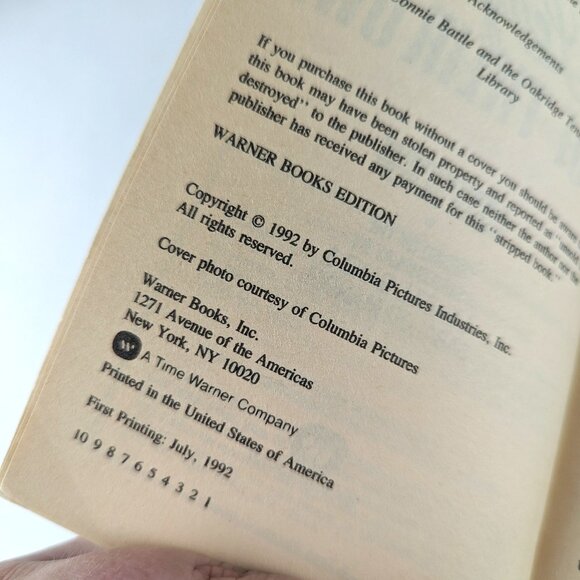 Acknowledgements
Connie Battle and the Oakridge
Library
If you purchase this book without a cover you should be
this book may have been stolen property and reported as
destroyed" to the publisher. In such case neither the author
publisher has received any payment for this "stripped book."
WARNER BOOKS EDITION
Copyright © 1992 by Columbia Pictures Industries, Inc.
All rights reserved.
Cover photo courtesy of Columbia Pictures
Warner Books, Inc.
1271 Avenue of the Americas
New York, NY 10020
W A Time Warner Company
Printed in the United States of America
First Printing: July, 1992
10 9 8 7 6 5 4 3 2 1